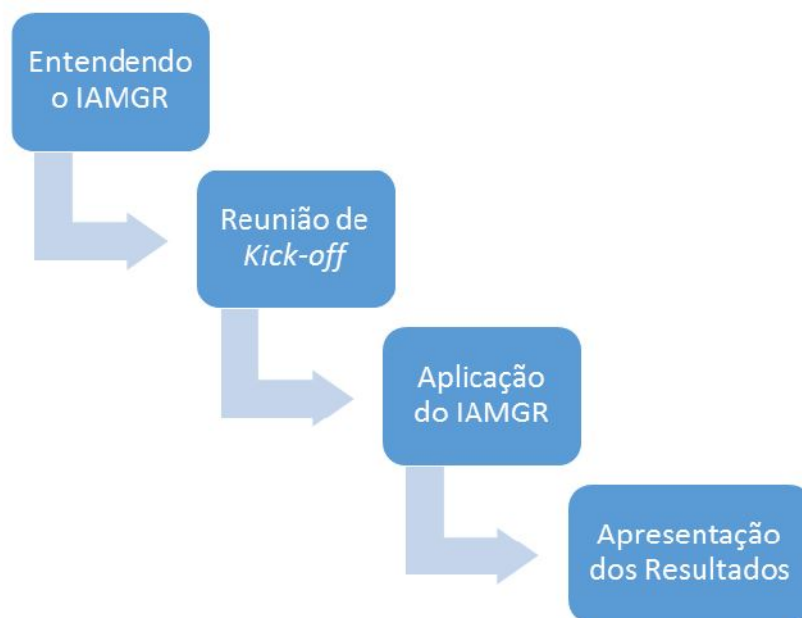 Entendendo
o IAMGR
Reunião de
Kick-off
Aplicação
do IAMGR
Apresentação
dos Resultados